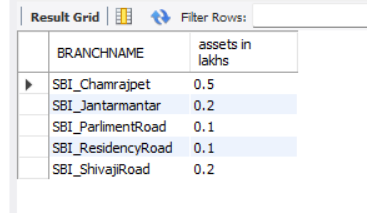 Result Grid Filter Rows:
BRANCHNAME assets in
lakhs
SBI_Chamrajpet 0.5
SBI_Jantarmantar 0.2
SBI_ParlimentRoad 0.1
SBI_ResidencyRoad 0.1
SBI_ShivajiRoad 0.2